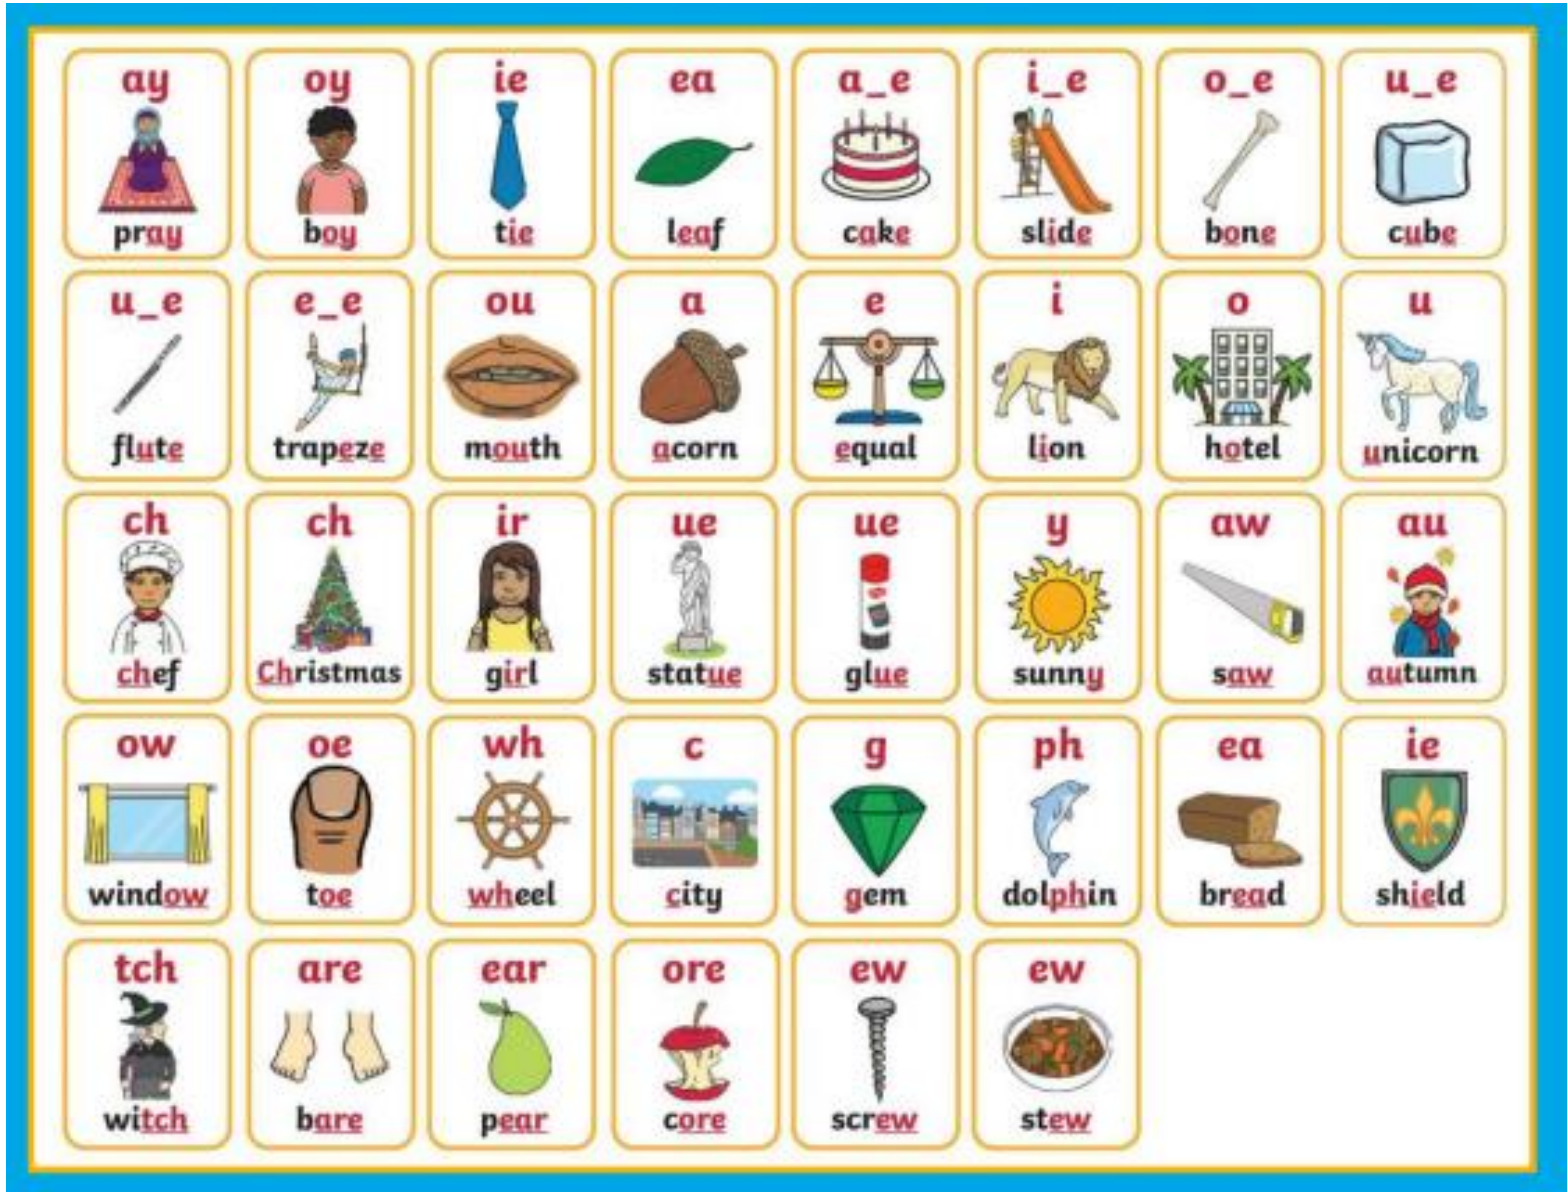 ay oy ie ea a_e i_e o_e u_e
pray boy tie leaf cake slide bone cube
u_e e_e ou a e i o u
flute trapeze mouth acorn equal lion hotel unicorn
ch ch ir ue ue y aw au
chef Christmas girl statue glue sunny saw autumn
ow oe wh c g ph ea ie
window toe wheel city gem dolphin bread shield
tch are ear ore ew ew
witch bare pear core screw stew